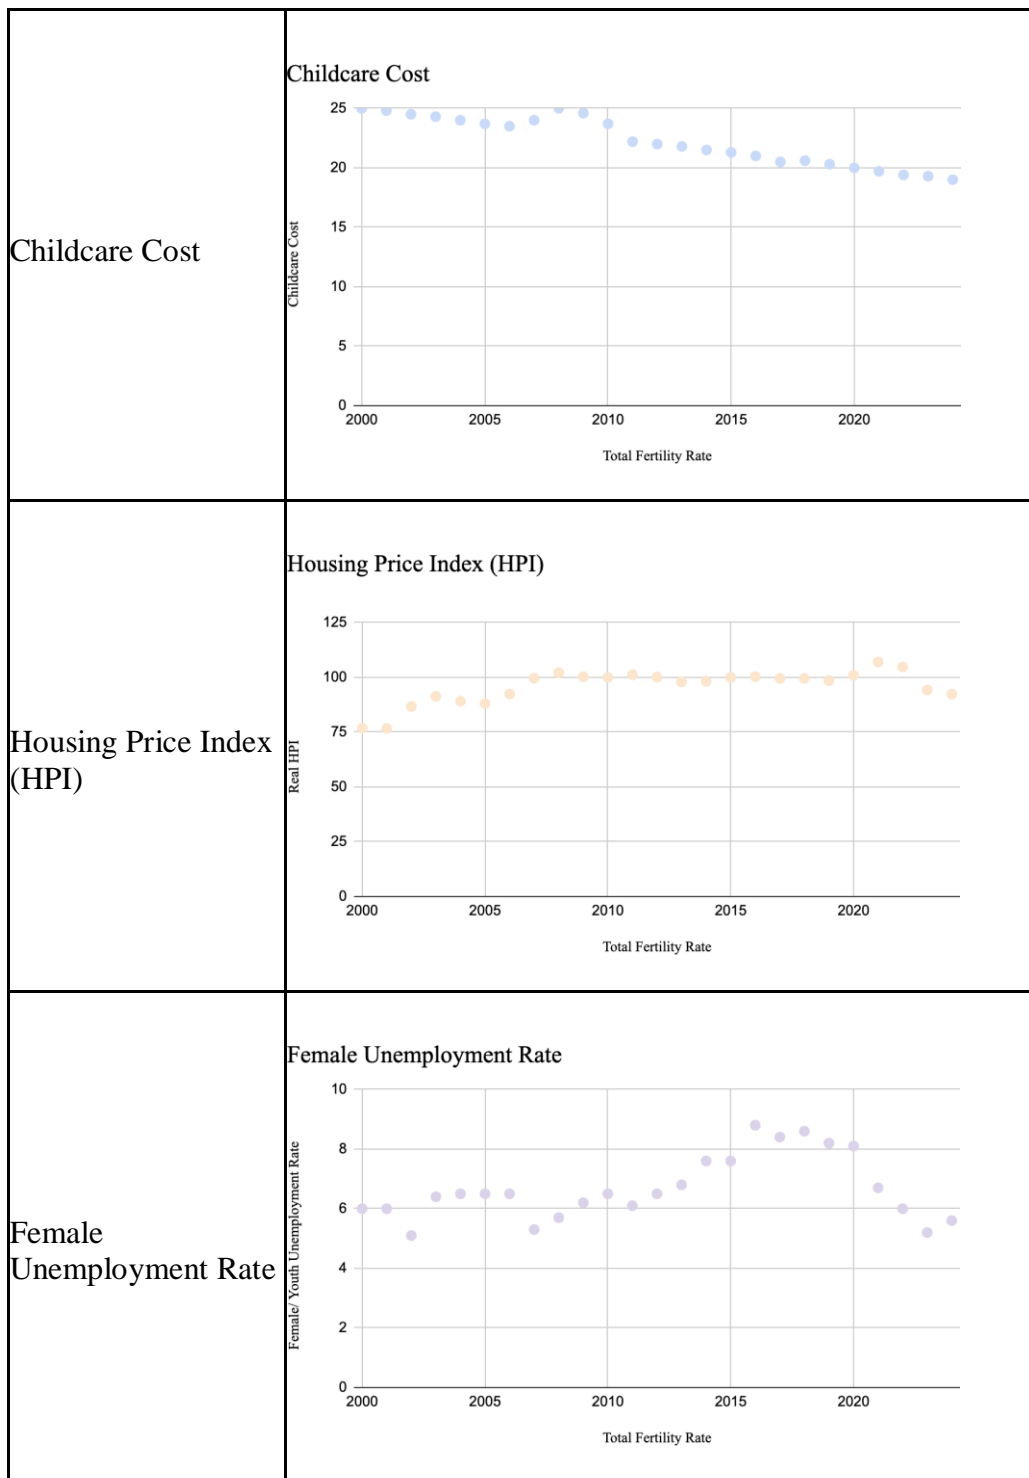 Childcare Cost
Childcare Cost
25
20
15
10
5
0
Childcare Cost
2000 2005 2010 2015 2020
Total Fertility Rate
Housing Price Index
(HPI)
Housing Price Index (HPI)
125
100
75
50
25
0
Real HPI
2000 2005 2010 2015 2020
Total Fertility Rate
Female
Unemployment Rate
Female Unemployment Rate
10
8
6
4
2
0
Female/ Youth Unemployment Rate
2000 2005 2010 2015 2020
Total Fertility Rate